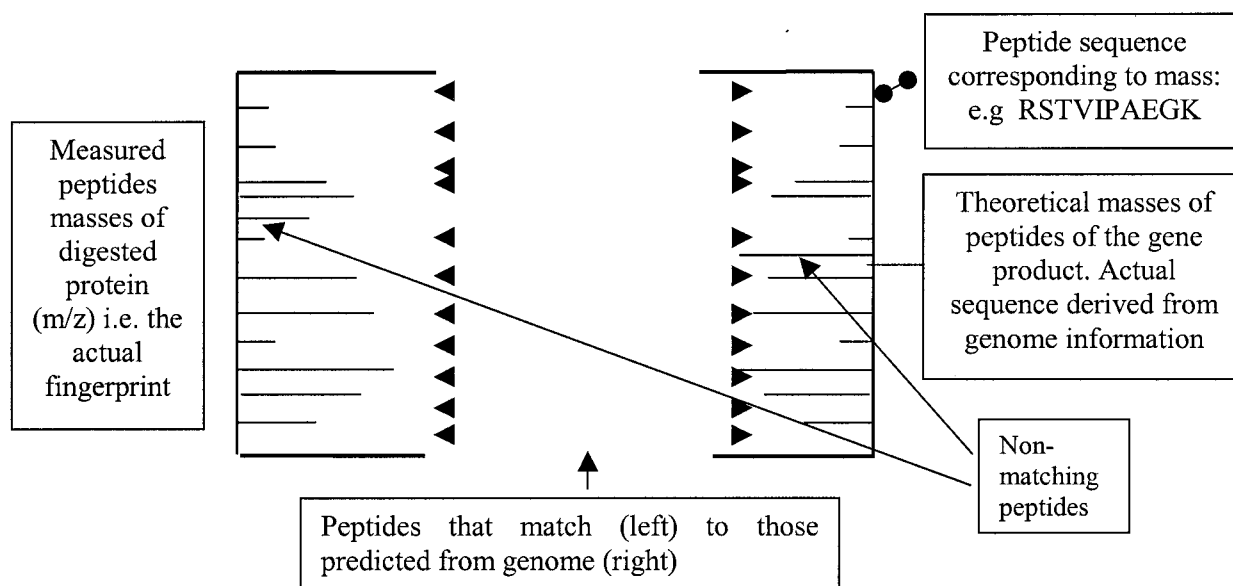 Peptide sequence
corresponding to mass:
e.g RSTVIPAEGK
Measured
peptides
masses of
digested
protein
(m/z) i.e. the
actual
fingerprint
Theoretical masses of
peptides of the gene
product. Actual
sequence derived from
genome information
Non-
matching
peptides
Peptides that match (left) to those
predicted from genome (right)